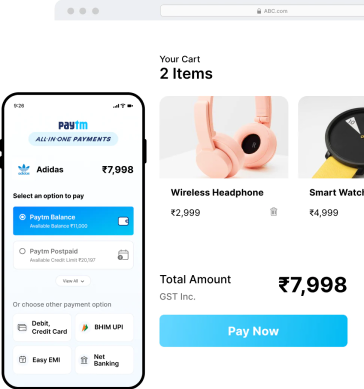 ABC.com
Your Cart
2 Items
Wireless Headphone
₹2,999
Smart Watch
₹4,999
Total Amount
GST Inc.
₹7,998
Pay Now
9:26
Paytm
ALL-IN-ONE PAYMENTS
Adidas
₹7,998
Select an option to pay
Paytm Balance
Available Balance ₹11,000
Paytm Postpaid
Available Credit Limit ₹20,197
View All
Or choose other payment option
Debit,
Credit Card
BHIM UPI
Easy EMI
Net
Banking